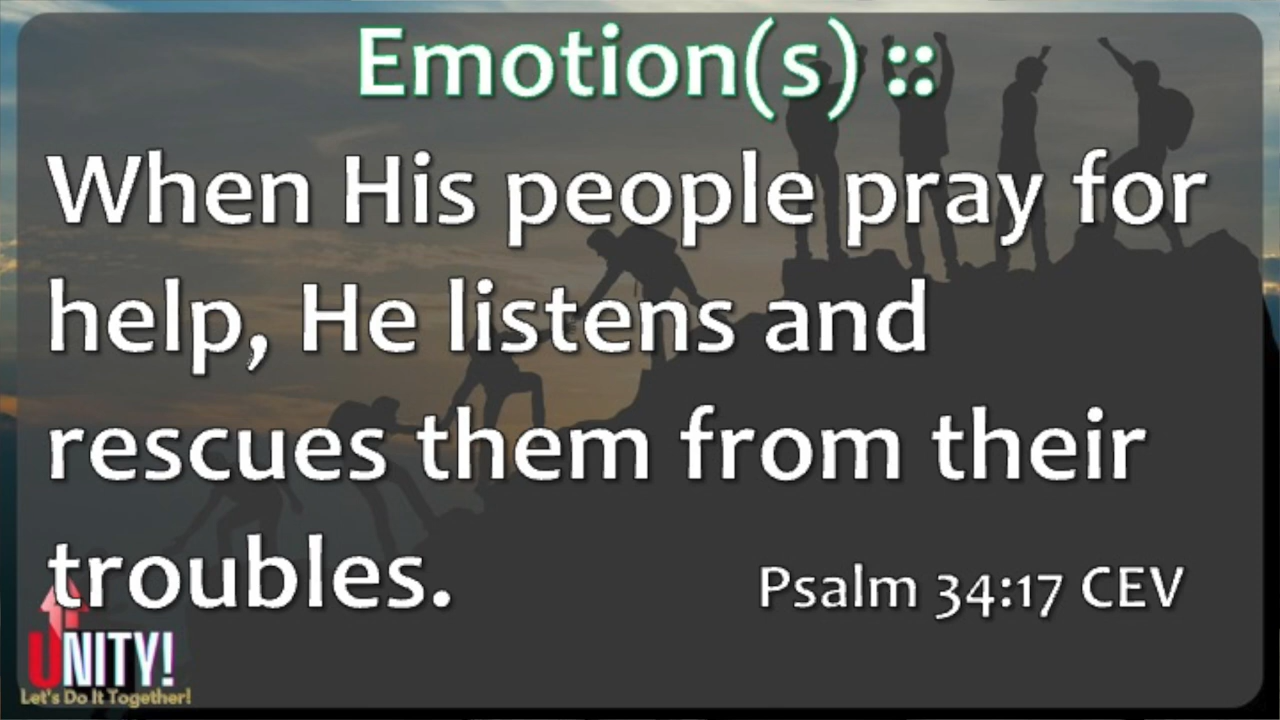 Emotion(s) ::
When His people pray for
help, He listens and
rescues them from their
troubles.
Psalm 34:17 CEV
UNITY!
Let's Do It Together!